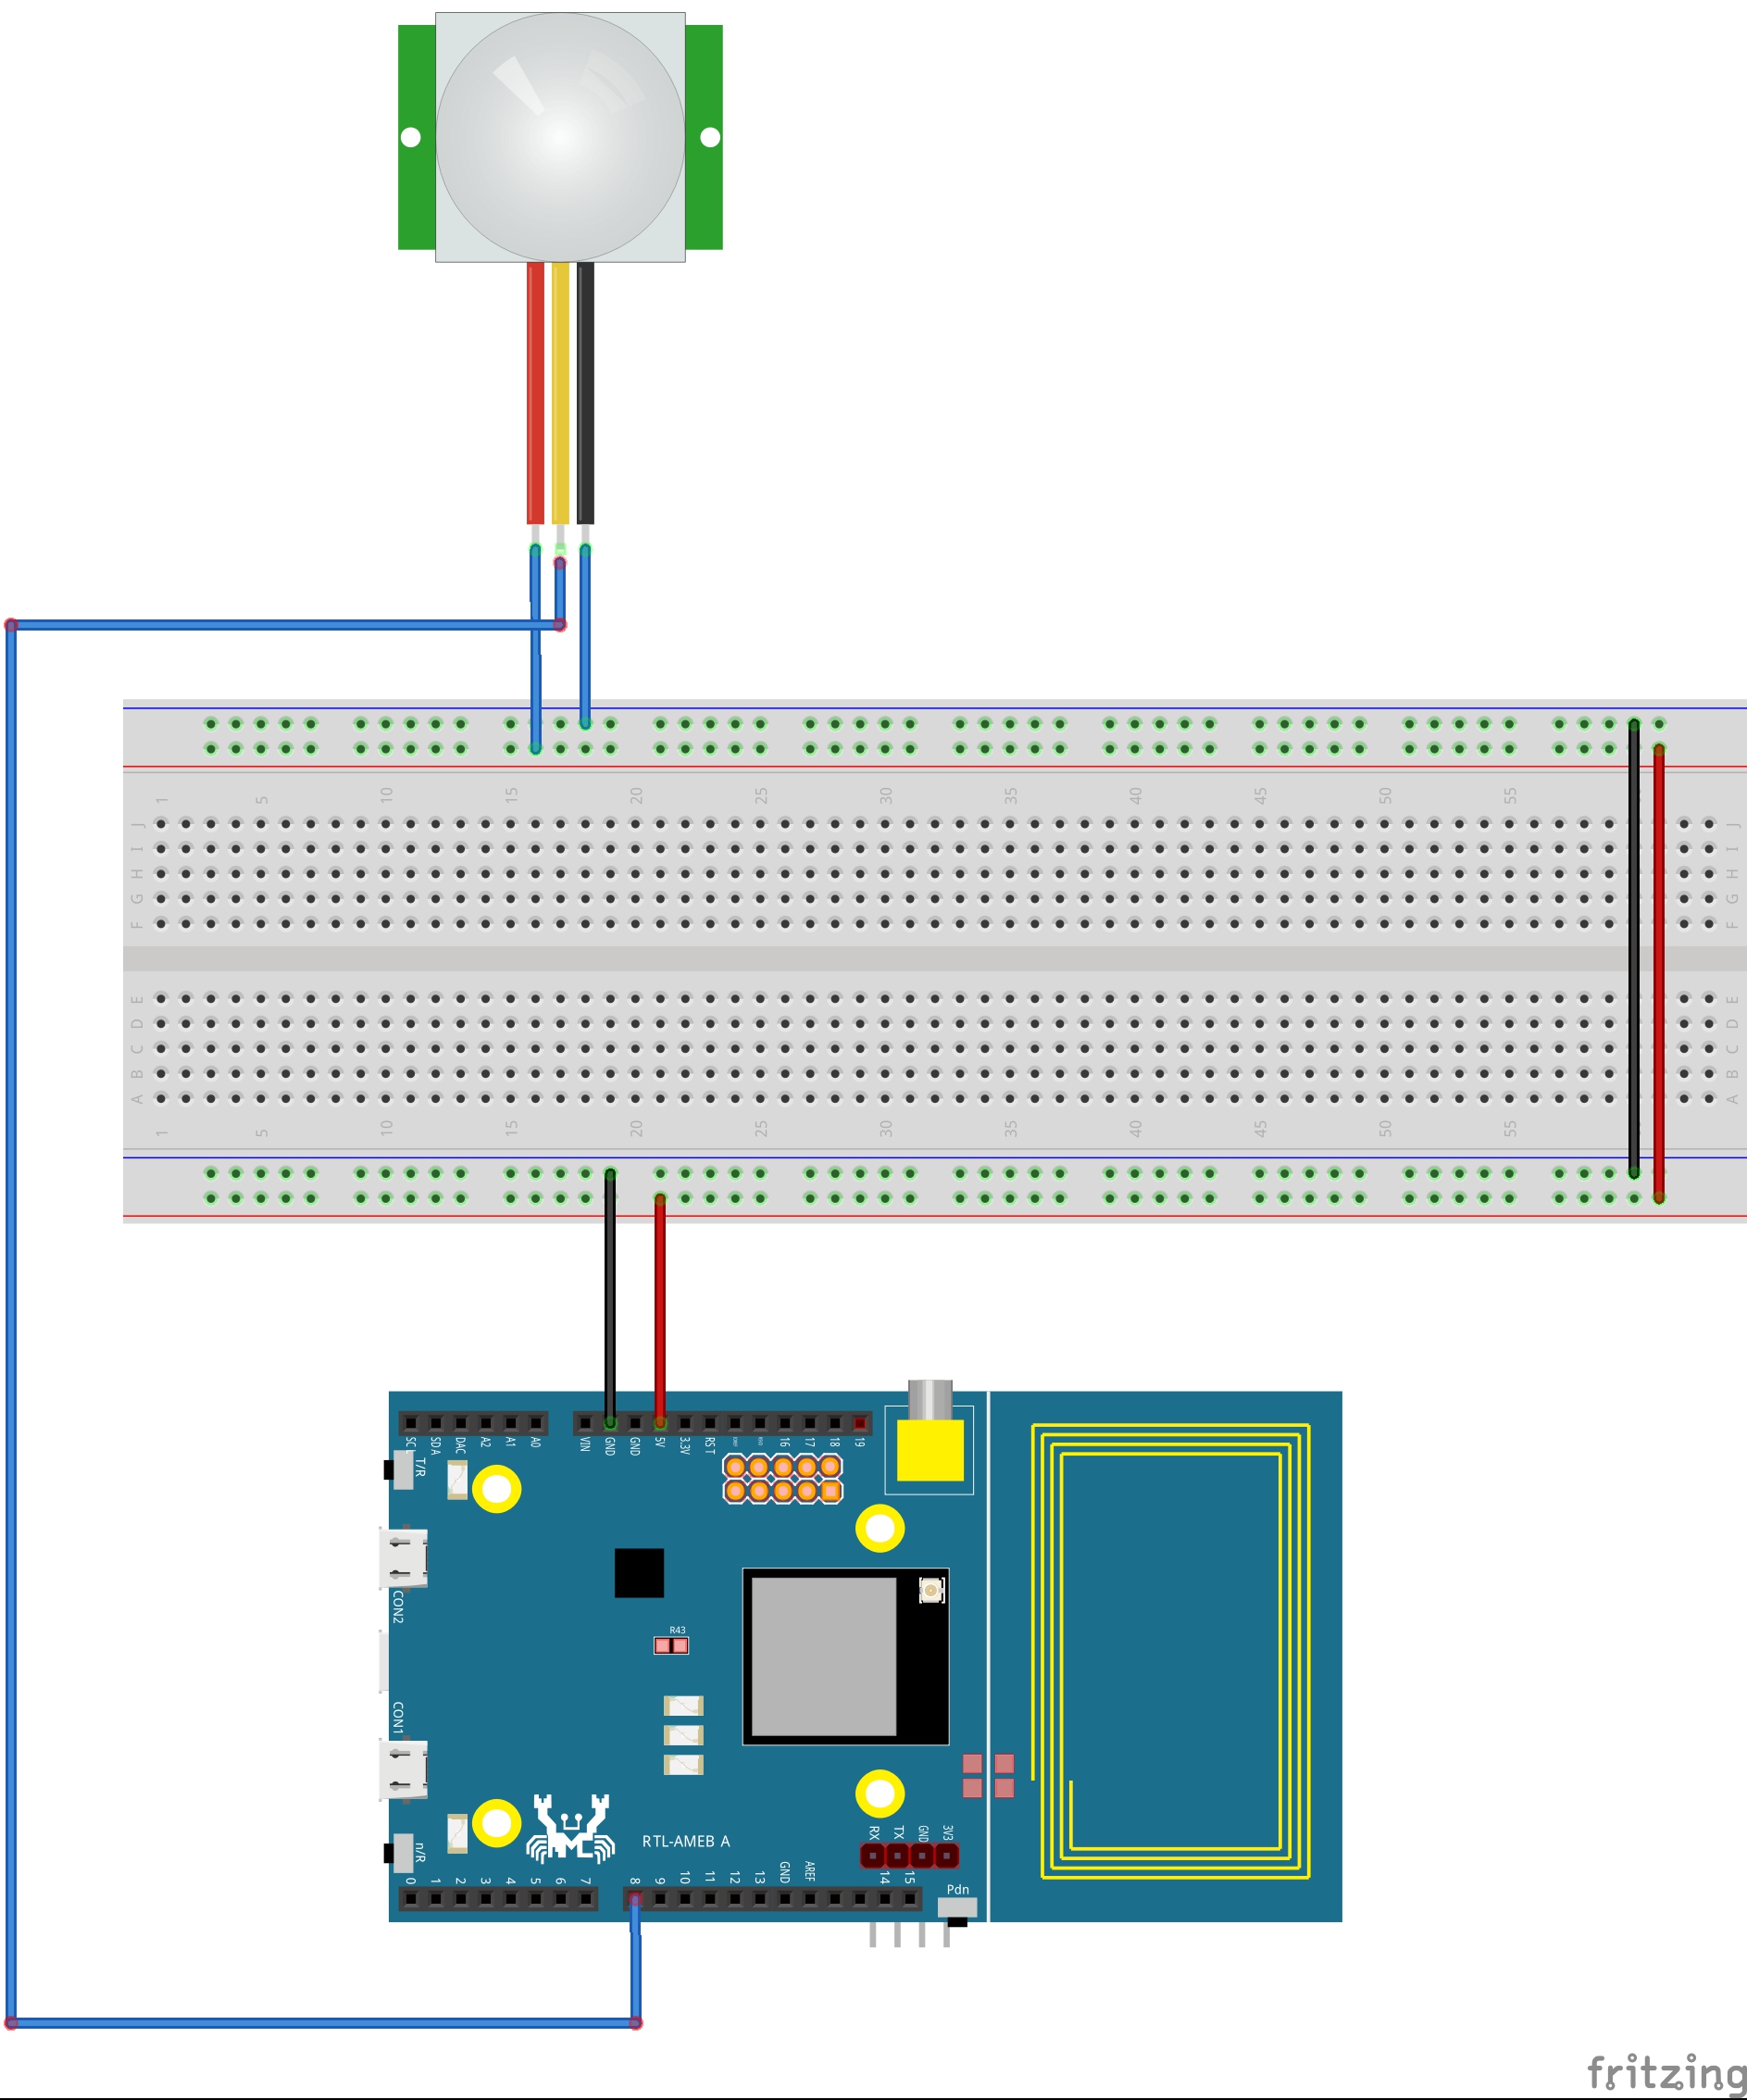 1 5 10 15 20 25 30 35 40 45 50 55
J J
I I
H H
G G
F F
E E
D D
C C
B B
A A
1 5 10 15 20 25 30 35 40 45 50 55
SCL SDA DAC A2 A1 A0 VIN GND GND 5V 3.3V RST 16 17 18 19
T/R
CON2
R43
CON1
RTL-AMEB A
RX TX GND 3V3
n/R
0 1 2 3 4 5 6 7 8 9 10 11 12 13 GND AREF 14 15
Pdn
fritzing